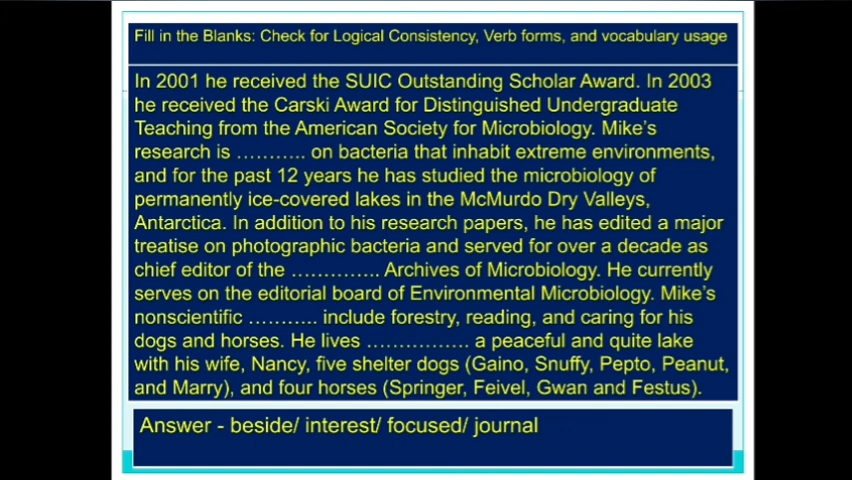 Fill in the Blanks: Check for Logical Consistency, Verb forms, and vocabulary usage
In 2001 he received the SUIC Outstanding Scholar Award. In 2003
he received the Carski Award for Distinguished Undergraduate
Teaching from the American Society for Microbiology. Mike's
research is ……….. on bacteria that inhabit extreme environments,
and for the past 12 years he has studied the microbiology of
permanently ice-covered lakes in the McMurdo Dry Valleys,
Antarctica. In addition to his research papers, he has edited a major
treatise on photographic bacteria and served for over a decade as
chief editor of the ………….. Archives of Microbiology. He currently
serves on the editorial board of Environmental Microbiology. Mike's
nonscientific ……….. include forestry, reading, and caring for his
dogs and horses. He lives ……………. a peaceful and quite lake
with his wife, Nancy, five shelter dogs (Gaino, Snuffy, Pepto, Peanut,
and Marry), and four horses (Springer, Feivel, Gwan and Festus).
Answer - beside/ interest/ focused/ journal